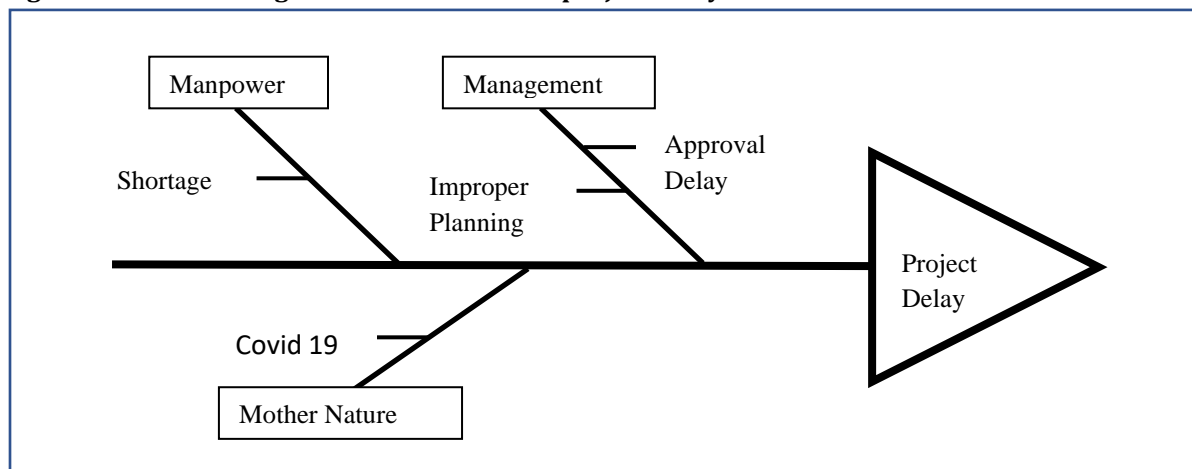 Manpower
Management
Approval
Delay
Shortage
Improper
Planning
Project
Delay
Covid 19
Mother Nature